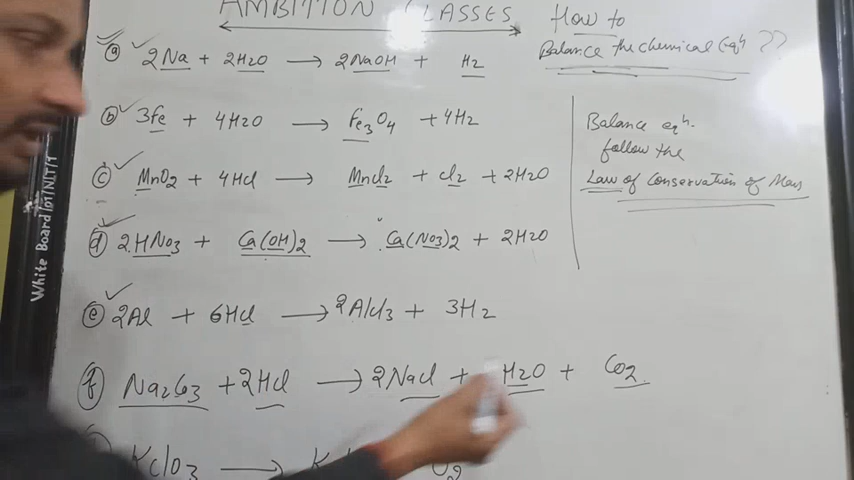 AMBITION CLASSES
How to
Balance the chemical Eqn ??
(a) 2Na + 2H2O → 2NaOH + H2
(b) 3Fe + 4H2O → Fe3O4 + 4H2
(c) MnO2 + 4HCl → MnCl2 + Cl2 + 2H2O
(d) 2HNO3 + Ca(OH)2 → Ca(NO3)2 + 2H2O
(e) 2Al + 6HCl → 2AlCl3 + 3H2
(f) Na2CO3 + 2HCl → 2NaCl + H2O + CO2
KClO3 → O2
Balance eqn.
follow the
Law of Conservation of Mass
White Board